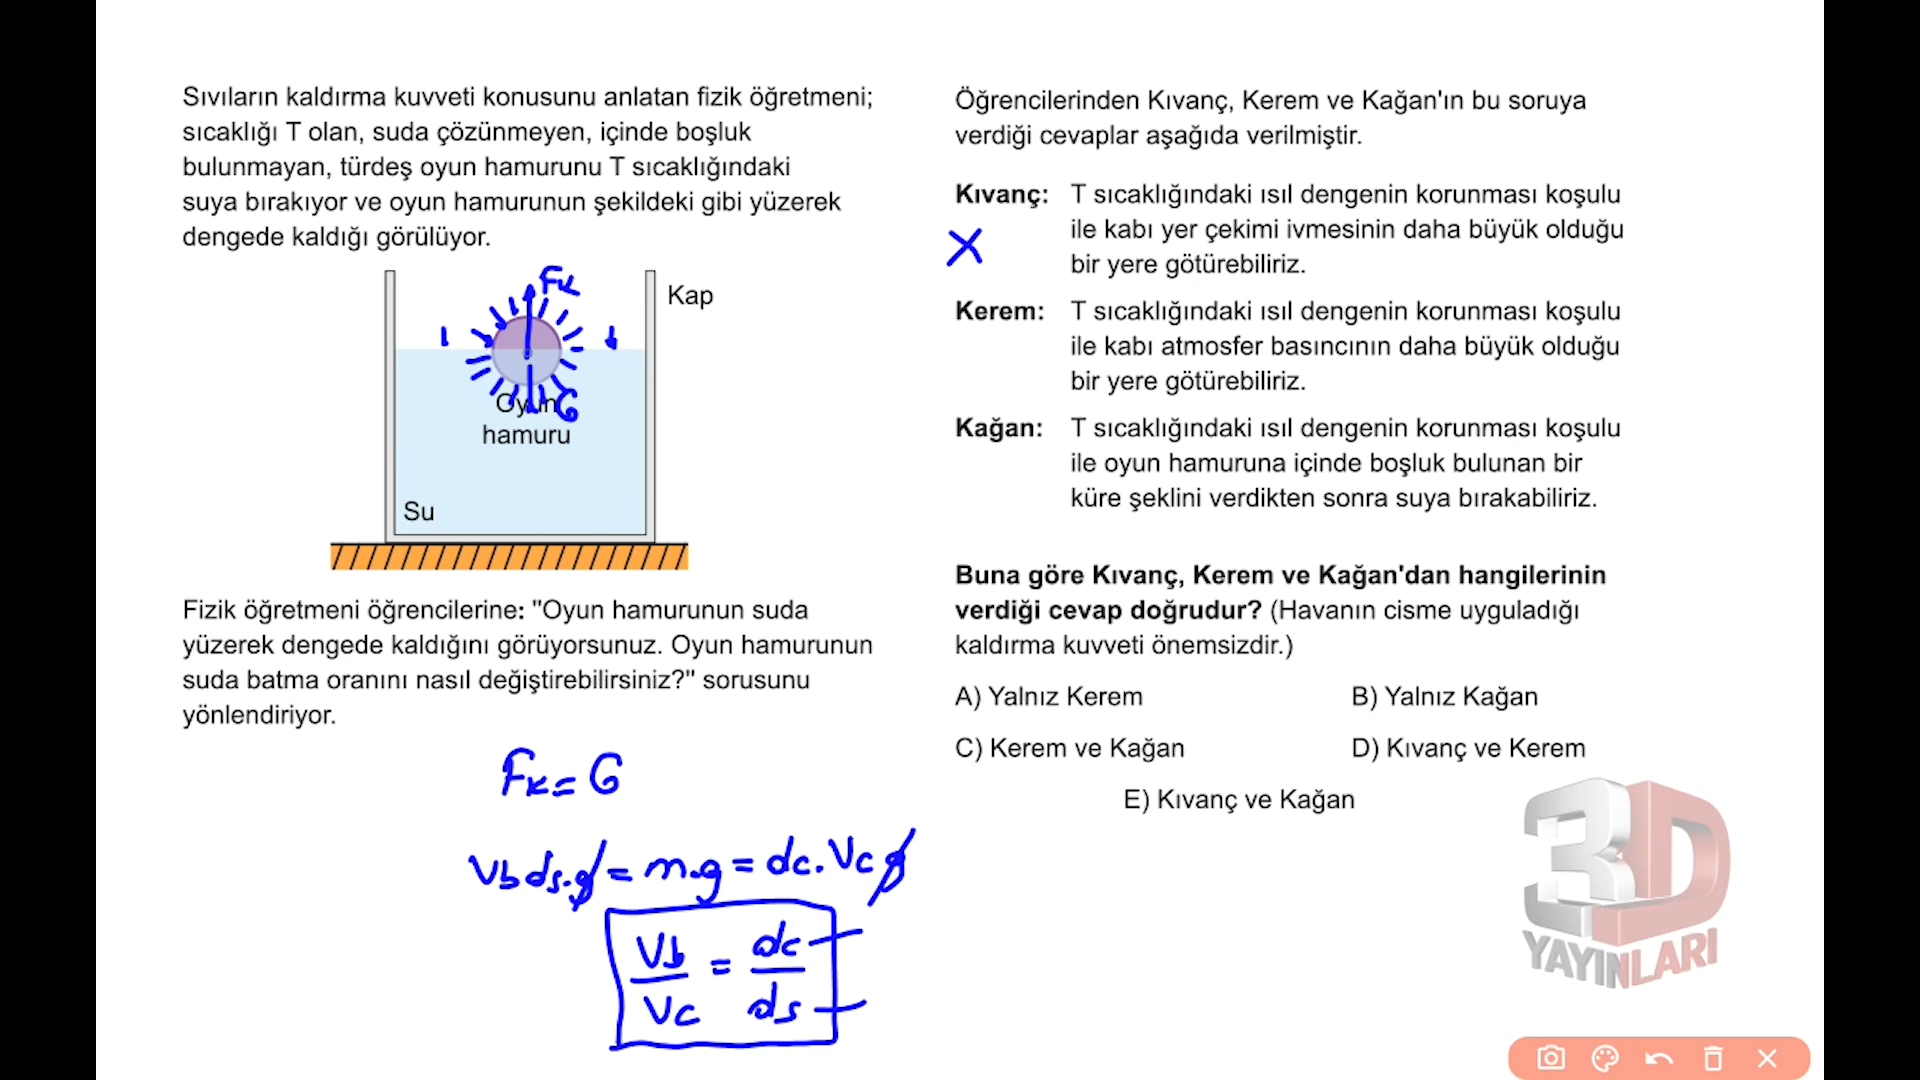 Sıvıların kaldırma kuvveti konusunu anlatan fizik öğretmeni;
sıcaklığı T olan, suda çözünmeyen, içinde boşluk
bulunmayan, türdeş oyun hamurunu T sıcaklığındaki
suya bırakıyor ve oyun hamurunun şekildeki gibi yüzerek
dengede kaldığı görülüyor.
Fk
Kap
G
Oyun
hamuru
Su
Fizik öğretmeni öğrencilerine: "Oyun hamurunun suda
yüzerek dengede kaldığını görüyorsunuz. Oyun hamurunun
suda batma oranını nasıl değiştirebilirsiniz?" sorusunu
yönlendiriyor.
Fk = G
Vb ds.g = m.g = dc.Vc g
Vb/Vc = dc/ds
Öğrencilerinden Kıvanç, Kerem ve Kağan'ın bu soruya
verdiği cevaplar aşağıda verilmiştir.
Kıvanç: T sıcaklığındaki ısıl dengenin korunması koşulu
ile kabı yer çekimi ivmesinin daha büyük olduğu
bir yere götürebiliriz.
Kerem: T sıcaklığındaki ısıl dengenin korunması koşulu
ile kabı atmosfer basıncının daha büyük olduğu
bir yere götürebiliriz.
Kağan: T sıcaklığındaki ısıl dengenin korunması koşulu
ile oyun hamuruna içinde boşluk bulunan bir
küre şeklini verdikten sonra suya bırakabiliriz.
Buna göre Kıvanç, Kerem ve Kağan'dan hangilerinin
verdiği cevap doğrudur? (Havanın cisme uyguladığı
kaldırma kuvveti önemsizdir.)
A) Yalnız Kerem
B) Yalnız Kağan
C) Kerem ve Kağan
D) Kıvanç ve Kerem
E) Kıvanç ve Kağan
3D
YAYINLARI